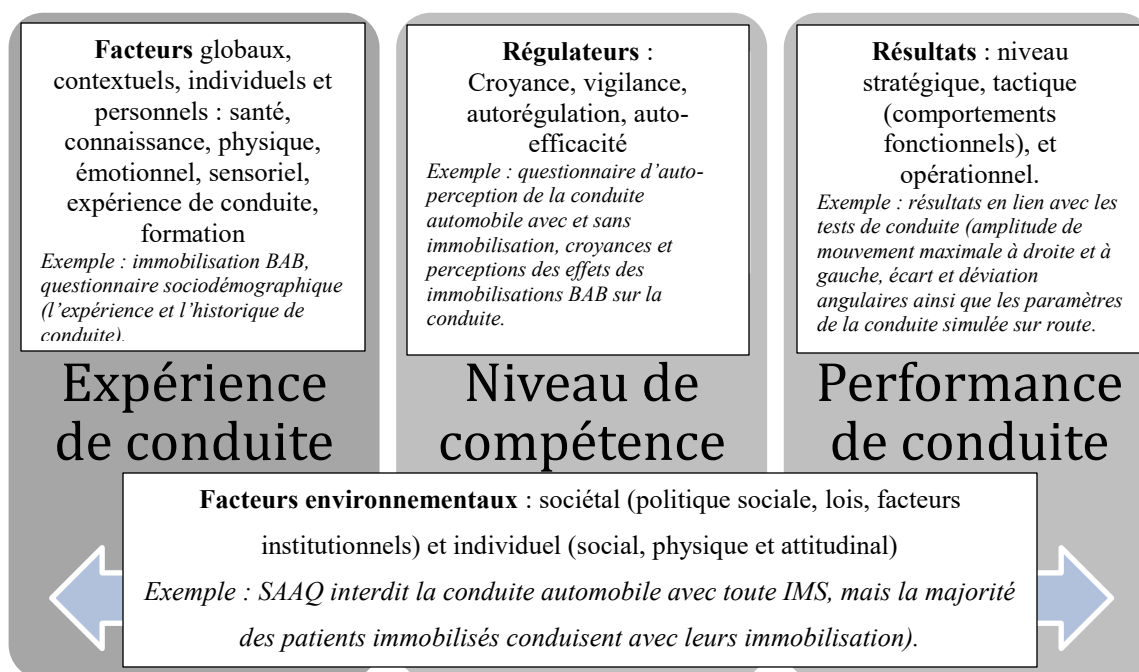 Facteurs globaux,
contextuels, individuels et
personnels : santé,
connaissance, physique,
émotionnel, sensoriel,
expérience de conduite,
formation
Exemple : immobilisation BAB,
questionnaire sociodémographique
(l’expérience et l’historique de
conduite).
Expérience
de conduite
Régulateurs :
Croyance, vigilance,
autorégulation, auto-
efficacité
Exemple : questionnaire d’auto-
perception de la conduite
automobile avec et sans
immobilisation, croyances et
perceptions des effets des
immobilisations BAB sur la
conduite.
Niveau de
compétence
Résultats : niveau
stratégique, tactique
(comportements
fonctionnels), et
opérationnel.
Exemple : résultats en lien avec les
tests de conduite (amplitude de
mouvement maximale à droite et à
gauche, écart et déviation
angulaires ainsi que les paramètres
de la conduite simulée sur route.
Performance
de conduite
Facteurs environnementaux : sociétal (politique sociale, lois, facteurs
institutionnels) et individuel (social, physique et attitudinal)
Exemple : SAAQ interdit la conduite automobile avec toute IMS, mais la majorité
des patients immobilisés conduisent avec leurs immobilisation).